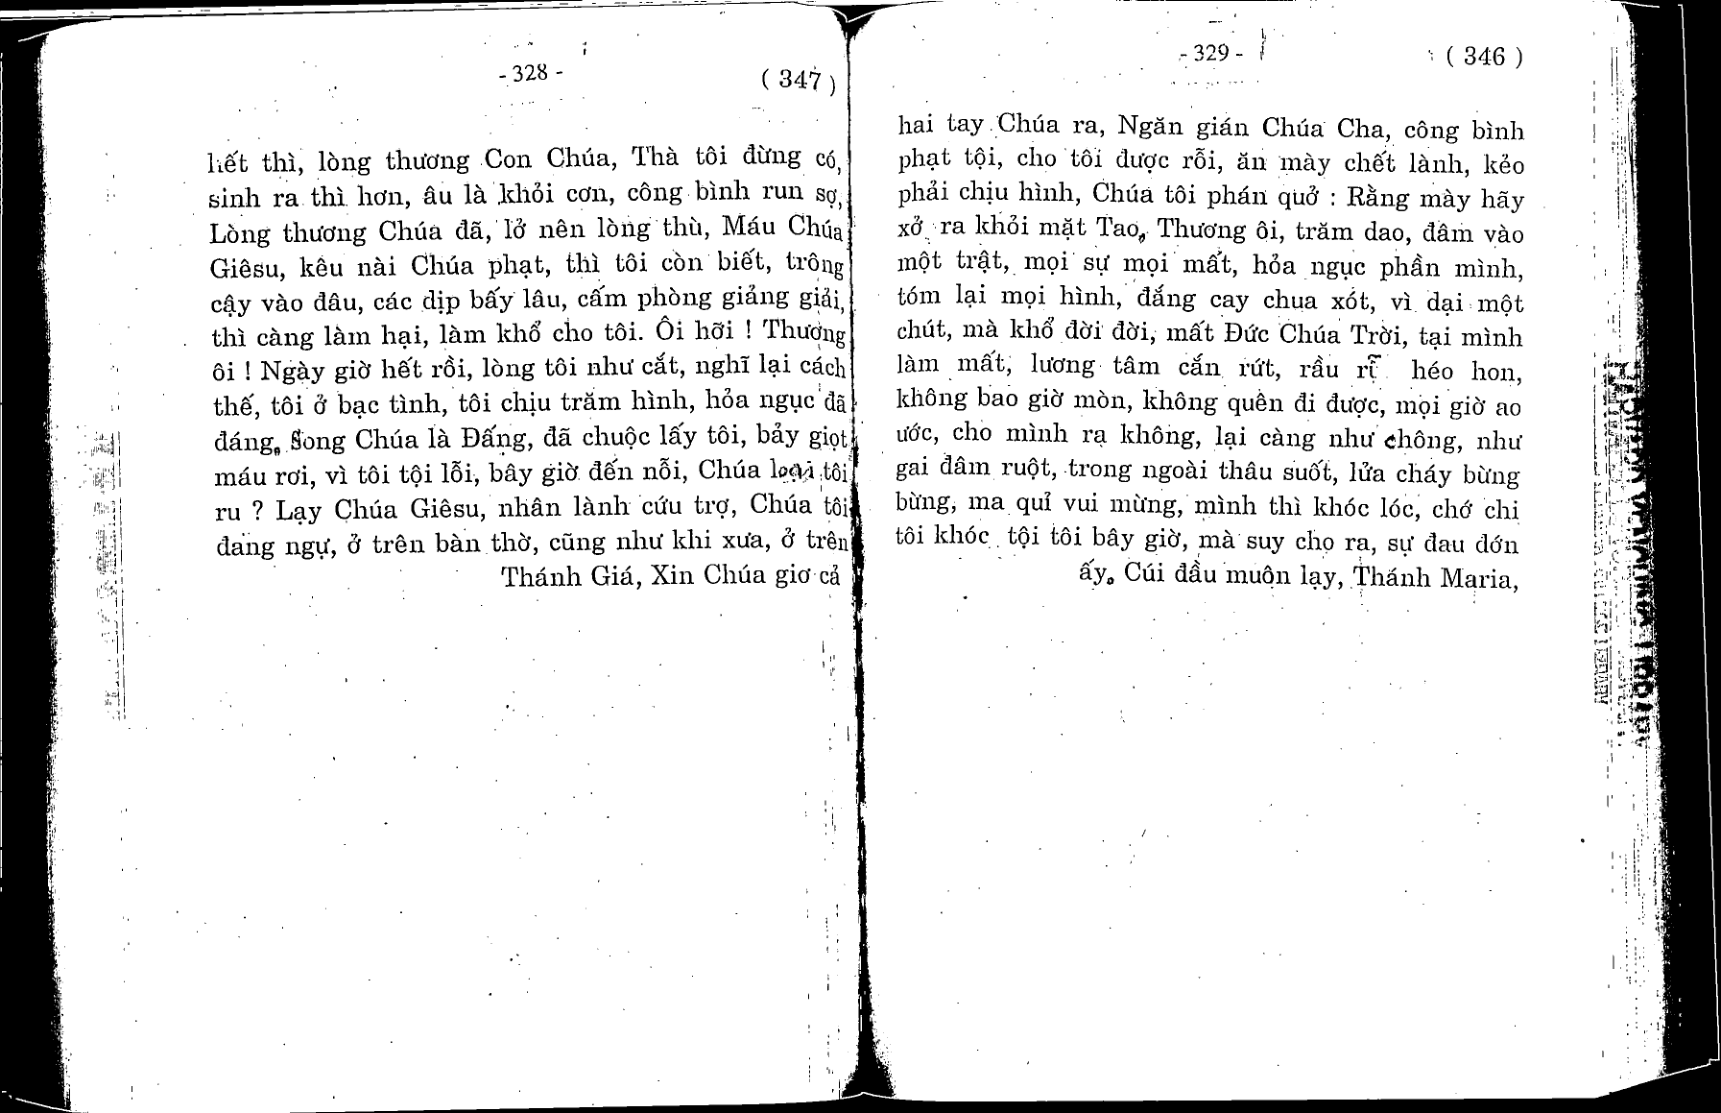 - 328 -
( 347 )
hết thì, lòng thương Con Chúa, Thà tôi đừng có,
sinh ra thì hơn, âu là khỏi cơn, công bình run sợ,
Lòng thương Chúa đã, lở nên lòng thù, Máu Chúa
Giêsu, kêu nài Chúa phạt, thì tôi còn biết, trông
cậy vào đâu, các dịp bấy lâu, cấm phòng giảng giải,
thì càng làm hại, làm khổ cho tôi. Ôi hỡi ! Thương
ôi ! Ngày giờ hết rồi, lòng tôi như cắt, nghĩ lại cách
thế, tôi ở bạc tình, tôi chịu trăm hình, hỏa ngục đã
đáng, Song Chúa là Đấng, đã chuộc lấy tôi, bảy giọt
máu rơi, vì tôi tội lỗi, bây giờ đến nỗi, Chúa loại tôi
ru ? Lạy Chúa Giêsu, nhân lành cứu trợ, Chúa tôi
đang ngự, ở trên bàn thờ, cũng như khi xưa, ở trên
Thánh Giá, Xin Chúa giơ cả
- 329 -
( 346 )
hai tay Chúa ra, Ngăn gián Chúa Cha, công bình
phạt tội, cho tôi được rỗi, ăn mày chết lành, kẻo
phải chịu hình, Chúa tôi phán quở : Rằng mày hãy
xở ra khỏi mặt Tao, Thương ôi, trăm dao, đâm vào
một trật, mọi sự mọi mất, hỏa ngục phần mình,
tóm lại mọi hình, đắng cay chua xót, vì dại một
chút, mà khổ đời đời, mất Đức Chúa Trời, tại mình
làm mất, lương tâm cắn rứt, rầu rĩ héo hon,
không bao giờ mòn, không quên đi được, mọi giờ ao
ước, cho mình ra không, lại càng như chông, như
gai đâm ruột, trong ngoài thâu suốt, lửa cháy bừng
bừng, ma quỉ vui mừng, mình thì khóc lóc, chớ chi
tôi khóc tội tôi bây giờ, mà suy cho ra, sự đau đớn
ấy. Cúi đầu muôn lạy, Thánh Maria,